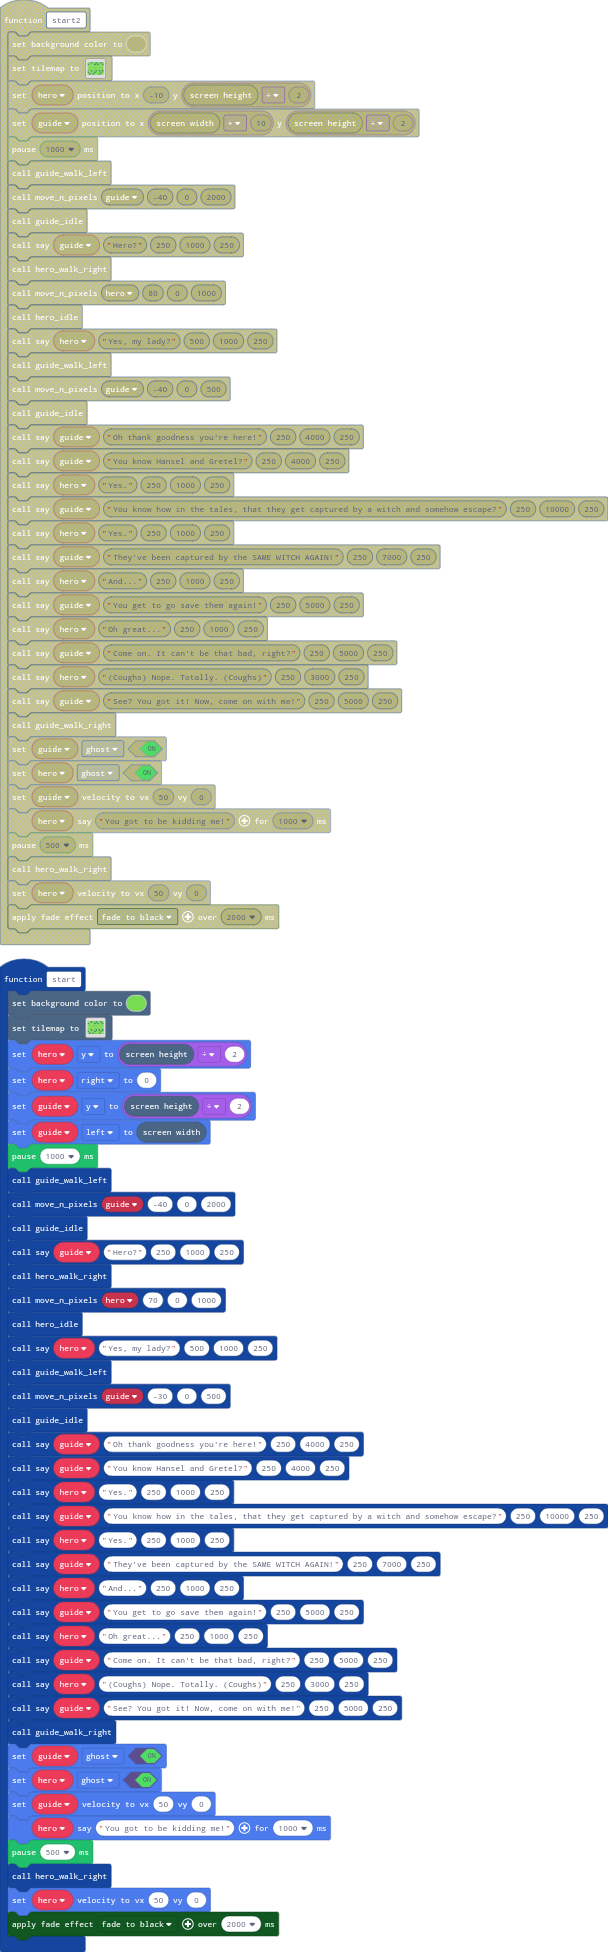 function start2
set background color to
set tilemap to
set hero position to x -10 y screen height ÷ 2
set guide position to x screen width + 10 y screen height ÷ 2
pause 1000 ms
call guide_walk_left
call move_n_pixels guide -40 0 2000
call guide_idle
call say guide "Hero?" 250 1000 250
call hero_walk_right
call move_n_pixels hero 80 0 1000
call hero_idle
call say hero "Yes, my lady?" 500 1000 250
call guide_walk_left
call move_n_pixels guide -40 0 500
call guide_idle
call say guide "Oh thank goodness you're here!" 250 4000 250
call say guide "You know Hansel and Gretel?" 250 4000 250
call say hero "Yes." 250 1000 250
call say guide "You know how in the tales, that they get captured by a witch and somehow escape?" 250 10000 250
call say hero "Yes." 250 1000 250
call say guide "They've been captured by the SAME WITCH AGAIN!" 250 7000 250
call say hero "And..." 250 1000 250
call say guide "You get to go save them again!" 250 5000 250
call say hero "Oh great..." 250 1000 250
call say guide "Come on. It can't be that bad, right?" 250 5000 250
call say hero "(Coughs) Nope. Totally. (Coughs)" 250 3000 250
call say guide "See? You got it! Now, come on with me!" 250 5000 250
call guide_walk_right
set guide ghost ON
set hero ghost ON
set guide velocity to vx 50 vy 0
hero say "You got to be kidding me!" for 1000 ms
pause 500 ms
call hero_walk_right
set hero velocity to vx 50 vy 0
apply fade effect fade to black over 2000 ms
function start
set background color to
set tilemap to
set hero y to screen height ÷ 2
set hero right to 0
set guide y to screen height ÷ 2
set guide left to screen width
pause 1000 ms
call guide_walk_left
call move_n_pixels guide -40 0 2000
call guide_idle
call say guide "Hero?" 250 1000 250
call hero_walk_right
call move_n_pixels hero 70 0 1000
call hero_idle
call say hero "Yes, my lady?" 500 1000 250
call guide_walk_left
call move_n_pixels guide -30 0 500
call guide_idle
call say guide "Oh thank goodness you're here!" 250 4000 250
call say guide "You know Hansel and Gretel?" 250 4000 250
call say hero "Yes." 250 1000 250
call say guide "You know how in the tales, that they get captured by a witch and somehow escape?" 250 10000 250
call say hero "Yes." 250 1000 250
call say guide "They've been captured by the SAME WITCH AGAIN!" 250 7000 250
call say hero "And..." 250 1000 250
call say guide "You get to go save them again!" 250 5000 250
call say hero "Oh great..." 250 1000 250
call say guide "Come on. It can't be that bad, right?" 250 5000 250
call say hero "(Coughs) Nope. Totally. (Coughs)" 250 3000 250
call say guide "See? You got it! Now, come on with me!" 250 5000 250
call guide_walk_right
set guide ghost ON
set hero ghost ON
set guide velocity to vx 50 vy 0
hero say "You got to be kidding me!" for 1000 ms
pause 500 ms
call hero_walk_right
set hero velocity to vx 50 vy 0
apply fade effect fade to black over 2000 ms